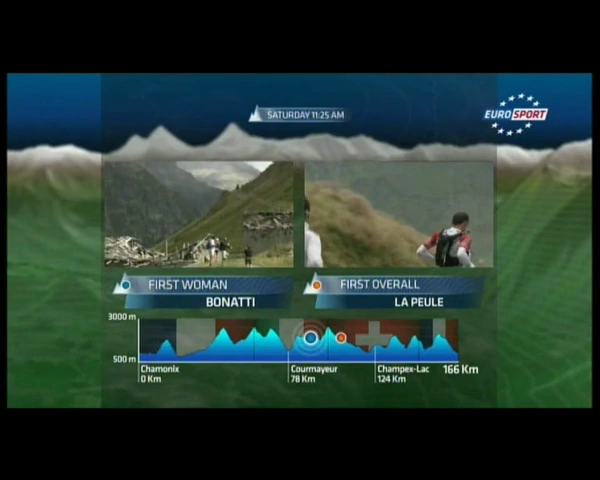 SATURDAY 11:25 AM
EUROSPORT
FIRST WOMAN
BONATTI
FIRST OVERALL
LA PEULE
3000 m
500 m
Chamonix
0 Km
Courmayeur
78 Km
Champex-Lac
124 Km
166 Km